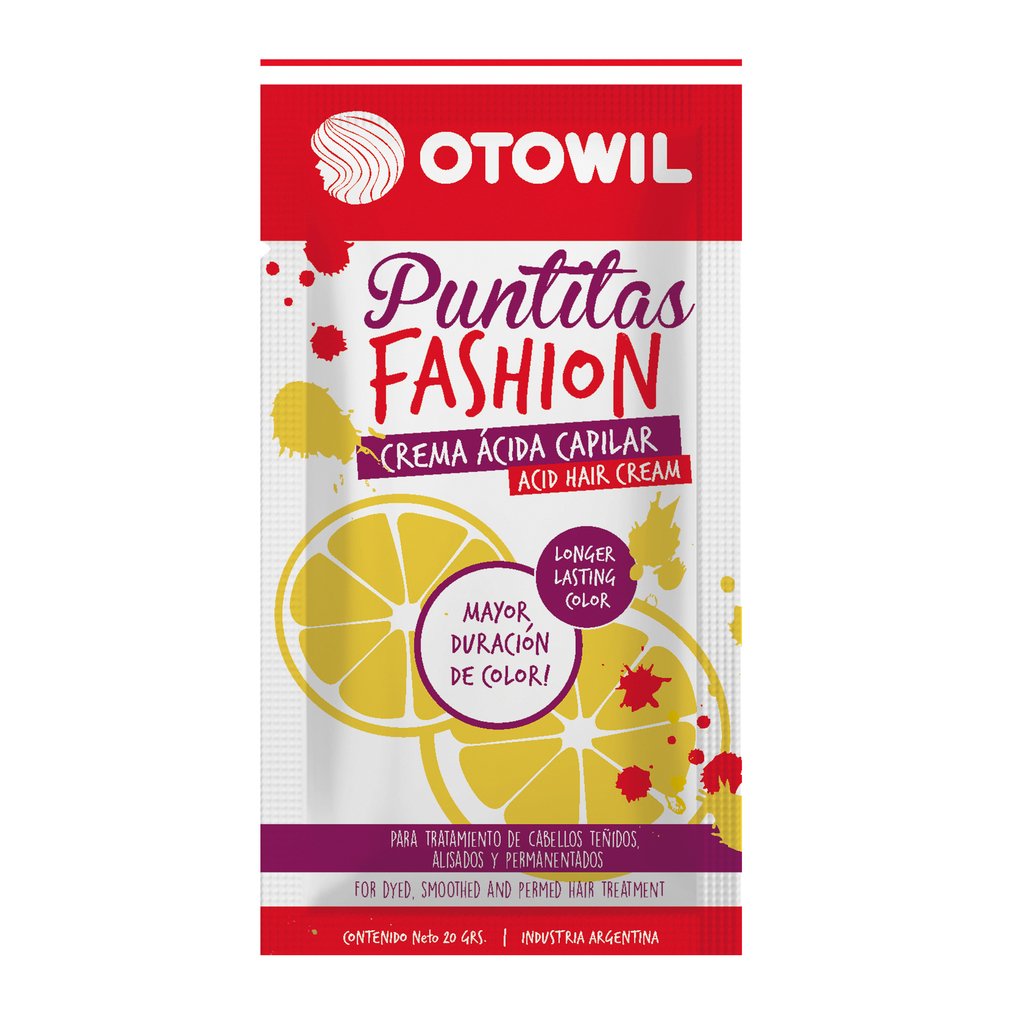 OTOWIL
Puntitas
FASHION
CREMA ÁCIDA CAPILAR
ACID HAIR CREAM
LONGER
LASTING
COLOR
MAYOR
DURACIÓN
DE COLOR!
PARA TRATAMIENTO DE CABELLOS TEÑIDOS,
ALISADOS Y PERMANENTADOS
FOR DYED, SMOOTHED AND PERMED HAIR TREATMENT
CONTENIDO Neto 20 GRS. | INDUSTRIA ARGENTINA